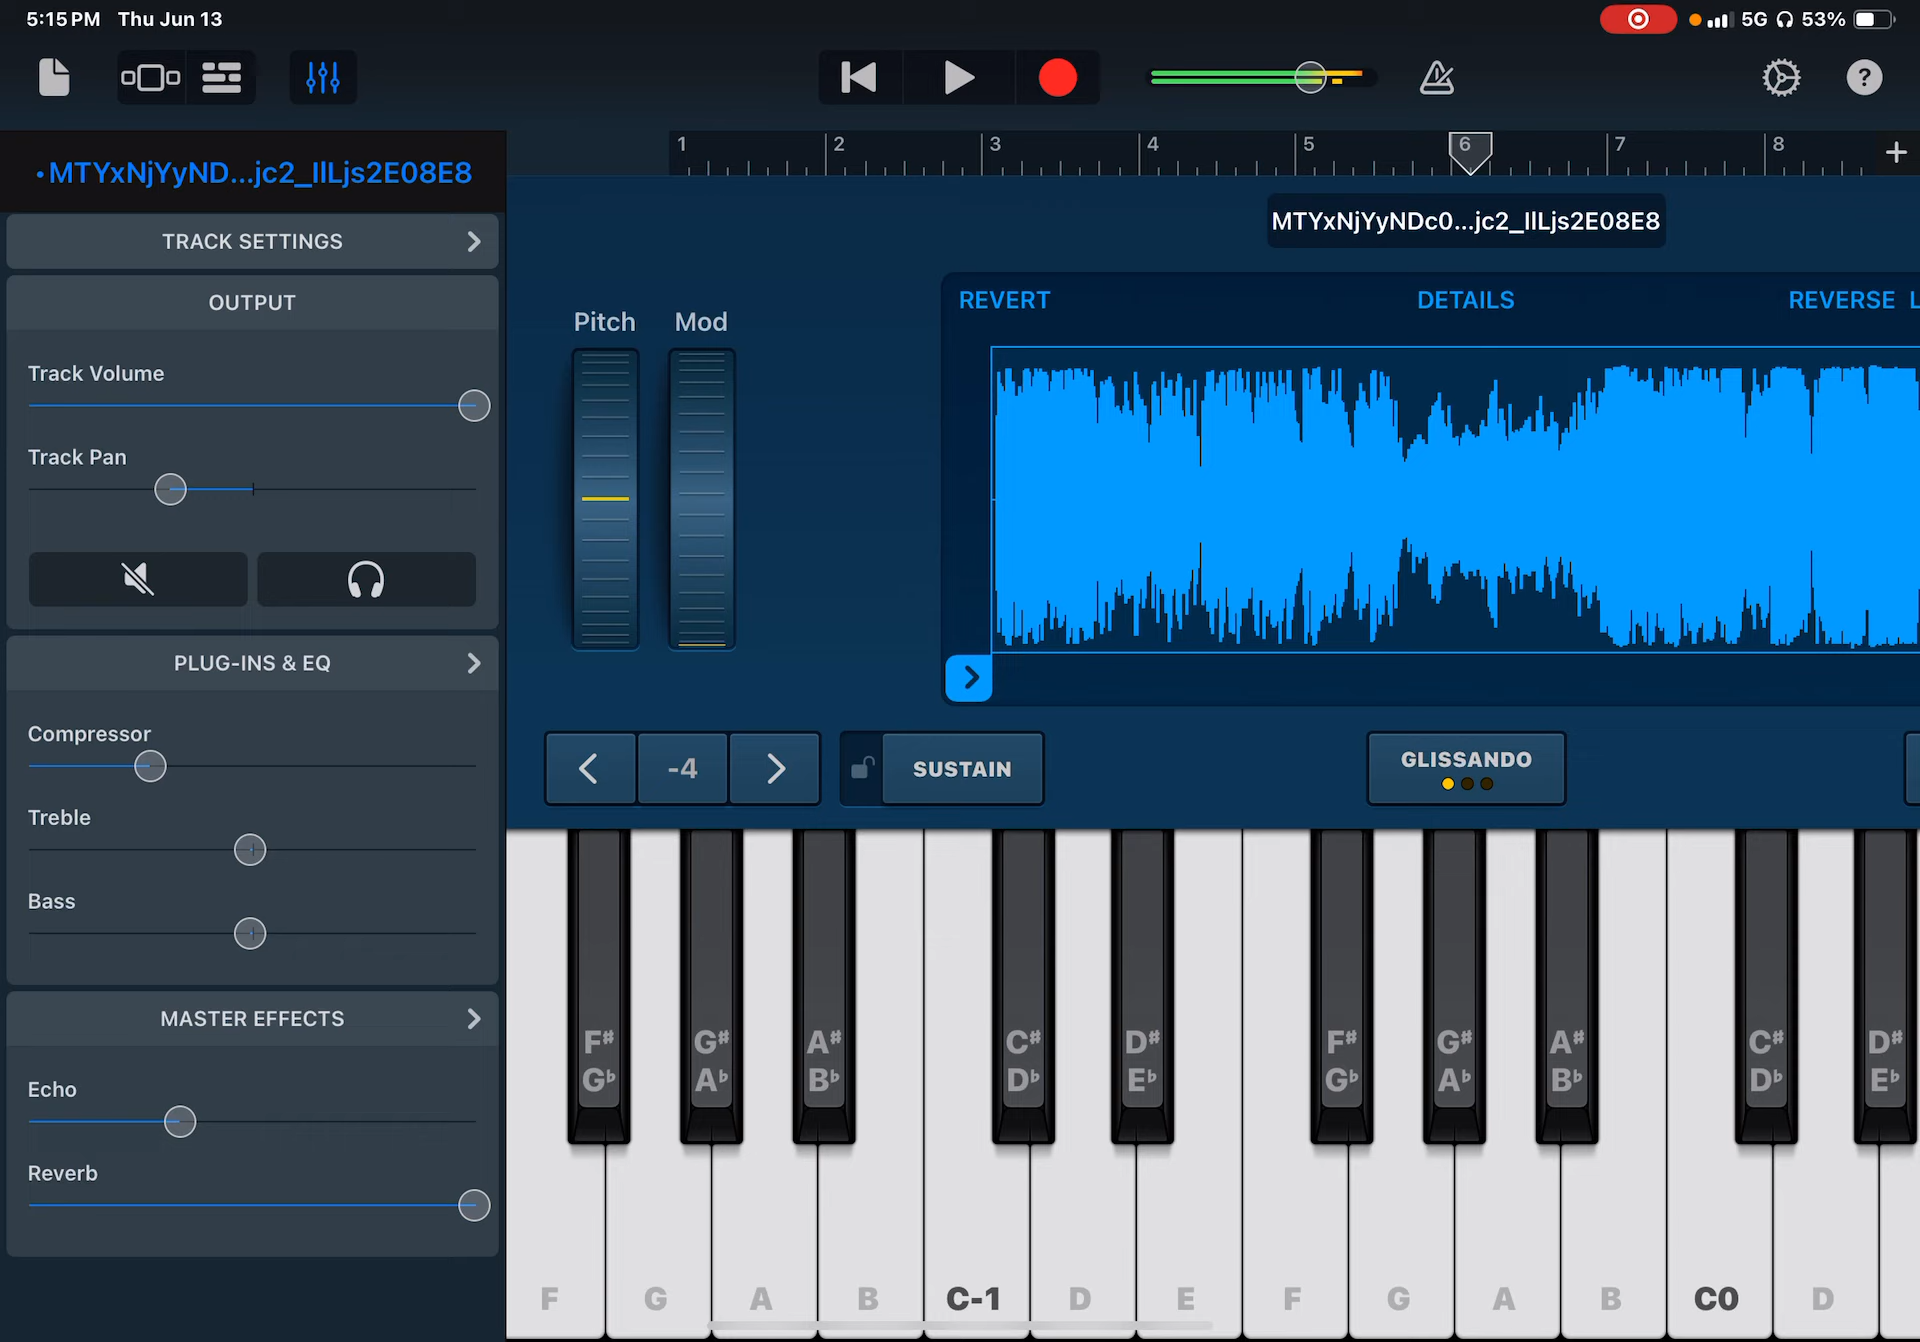 5:15 PM Thu Jun 13
5G 53%
•MTYxNjYyND...jc2_IlLjs2E08E8
TRACK SETTINGS
OUTPUT
Track Volume
Track Pan
PLUG-INS & EQ
Compressor
Treble
Bass
MASTER EFFECTS
Echo
Reverb
1 2 3 4 5 6 7 8 +
MTYxNjYyNDc0...jc2_IlLjs2E08E8
REVERT DETAILS REVERSE L
Pitch Mod
-4 SUSTAIN GLISSANDO
F# G# A# C# D# F# G# A# C# D#
G♭ A♭ B♭ D♭ E♭ G♭ A♭ B♭ D♭ E♭
F G A B C-1 D E F G A B C0 D